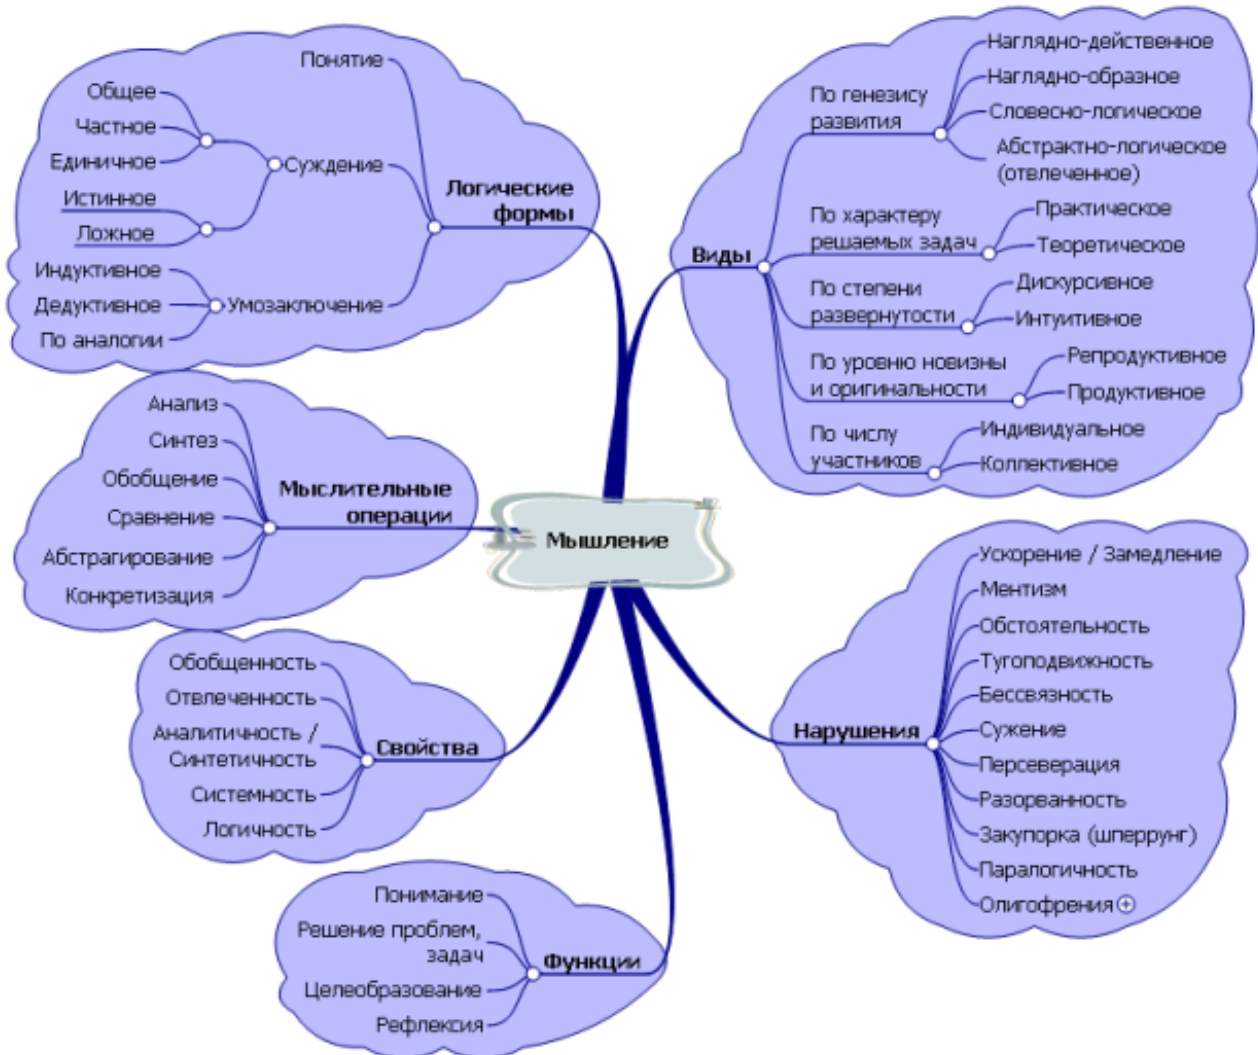 Мышление
Логические
формы
Понятие
Суждение
Общее
Частное
Единичное
Истинное
Ложное
Умозаключение
Индуктивное
Дедуктивное
По аналогии
Мыслительные
операции
Анализ
Синтез
Обобщение
Сравнение
Абстрагирование
Конкретизация
Свойства
Обобщенность
Отвлеченность
Аналитичность /
Синтетичность
Системность
Логичность
Функции
Понимание
Решение проблем,
задач
Целеобразование
Рефлексия
Виды
По генезису
развития
Наглядно-действенное
Наглядно-образное
Словесно-логическое
Абстрактно-логическое
(отвлеченное)
По характеру
решаемых задач
Практическое
Теоретическое
По степени
развернутости
Дискурсивное
Интуитивное
По уровню новизны
и оригинальности
Репродуктивное
Продуктивное
По числу
участников
Индивидуальное
Коллективное
Нарушения
Ускорение / Замедление
Ментизм
Обстоятельность
Тугоподвижность
Бессвязность
Сужение
Персеверация
Разорванность
Закупорка (шперрунг)
Паралогичность
Олигофрения